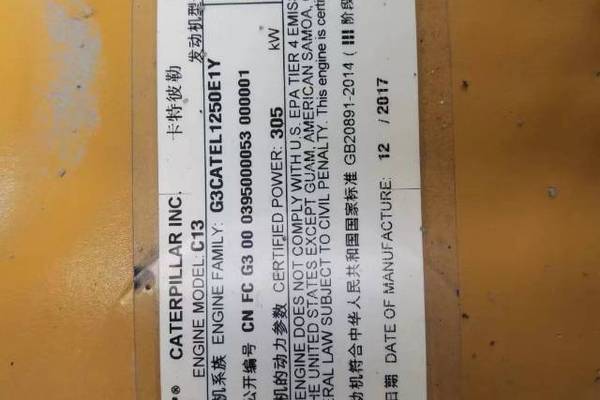 ® CATERPILLAR INC. 卡特彼勒
ENGINE MODEL: C13 发动机型
机系族 ENGINE FAMILY: G3CATEL1250E1Y
公开编号 CN FC G3 00 0395000053 000001
机的动力参数 CERTIFIED POWER: 305 kW
ENGINE DOES NOT COMPLY WITH U.S. EPA TIER 4 EMISS
THE UNITED STATES EXCEPT GUAM, AMERICAN SAMOA,
ERAL LAW SUBJECT TO CIVIL PENALTY. This engine is certi
动机符合中华人民共和国国家标准 GB20891-2014 ( III 阶段
日期 DATE OF MANUFACTURE: 12 / 2017